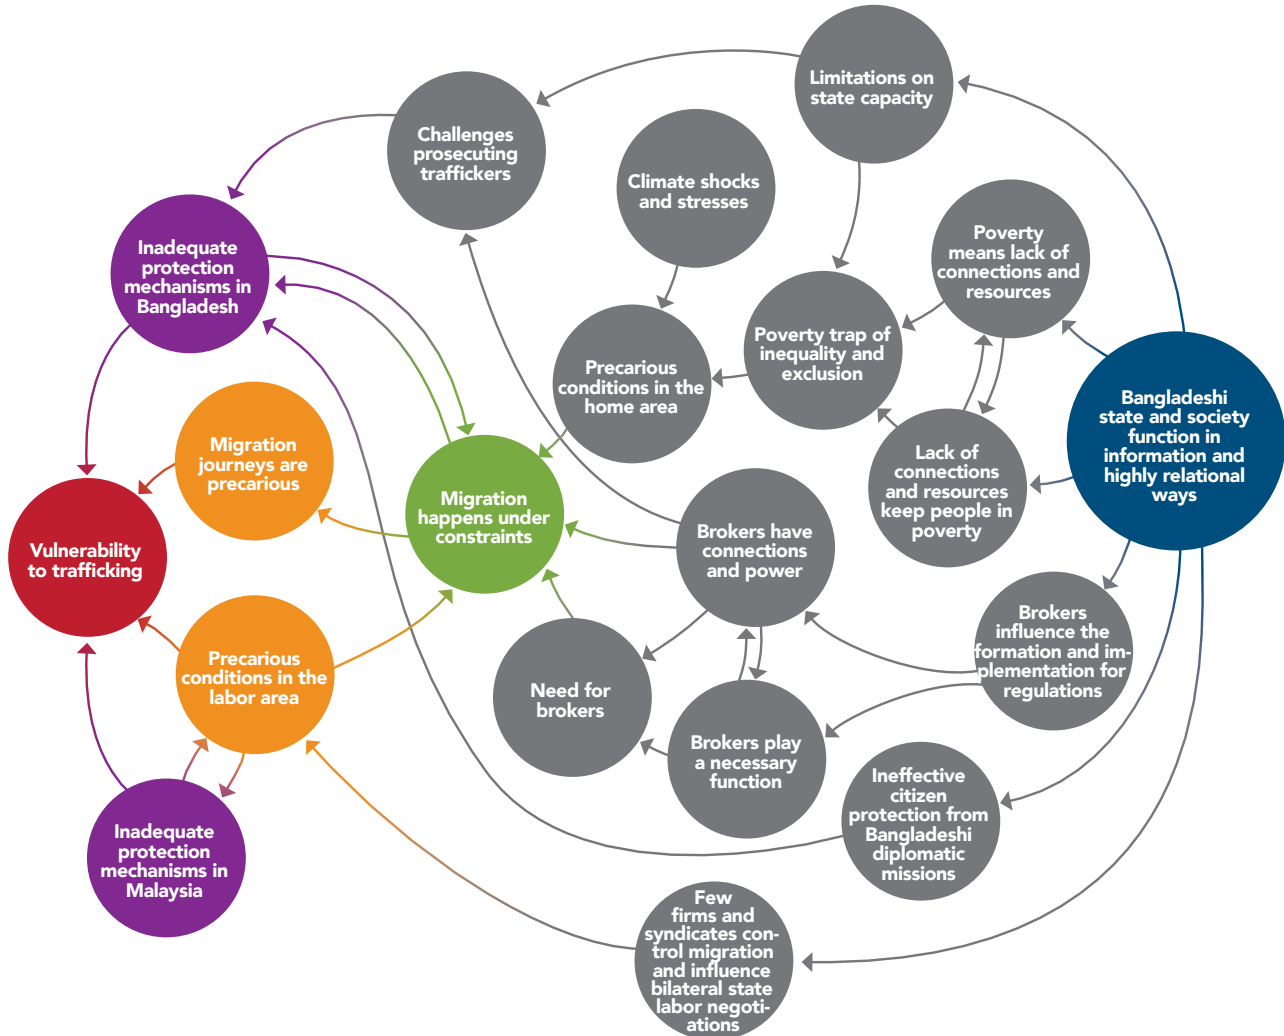 Limitations on
state capacity
Challenges
prosecuting
traffickers
Climate shocks
and stresses
Inadequate
protection
mechanisms in
Bangladesh
Poverty
means lack of
connections and
resources
Poverty trap of
inequality and
exclusion
Precarious
conditions in the
home area
Bangladeshi
state and society
function in
information and
highly relational
ways
Migration
journeys are
precarious
Lack of
connections
and resources
keep people in
poverty
Migration
happens under
constraints
Vulnerability
to trafficking
Brokers have
connections
and power
Brokers
influence the
formation and im-
plementation for
regulations
Precarious
conditions in the
labor area
Need for
brokers
Brokers play
a necessary
function
Ineffective
citizen
protection from
Bangladeshi
diplomatic
missions
Inadequate
protection
mechanisms in
Malaysia
Few
firms and
syndicates con-
trol migration
and influence
bilateral state
labor negoti-
ations